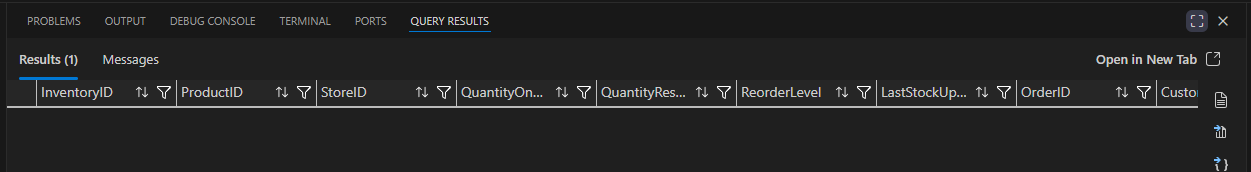 PROBLEMS OUTPUT DEBUG CONSOLE TERMINAL PORTS QUERY RESULTS
Results (1) Messages Open in New Tab
InventoryID ProductID StoreID QuantityOn... QuantityRes... ReorderLevel LastStockUp... OrderID Custo